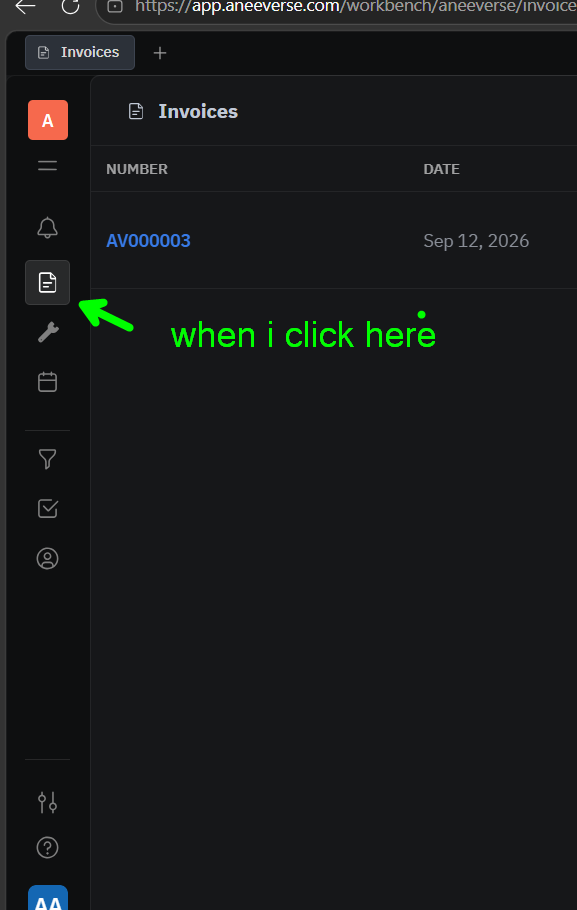 https://app.aneeverse.com/workbench/aneeverse/invoice
Invoices
A
Invoices
NUMBER DATE
AV000003 Sep 12, 2026
when i click here
AA